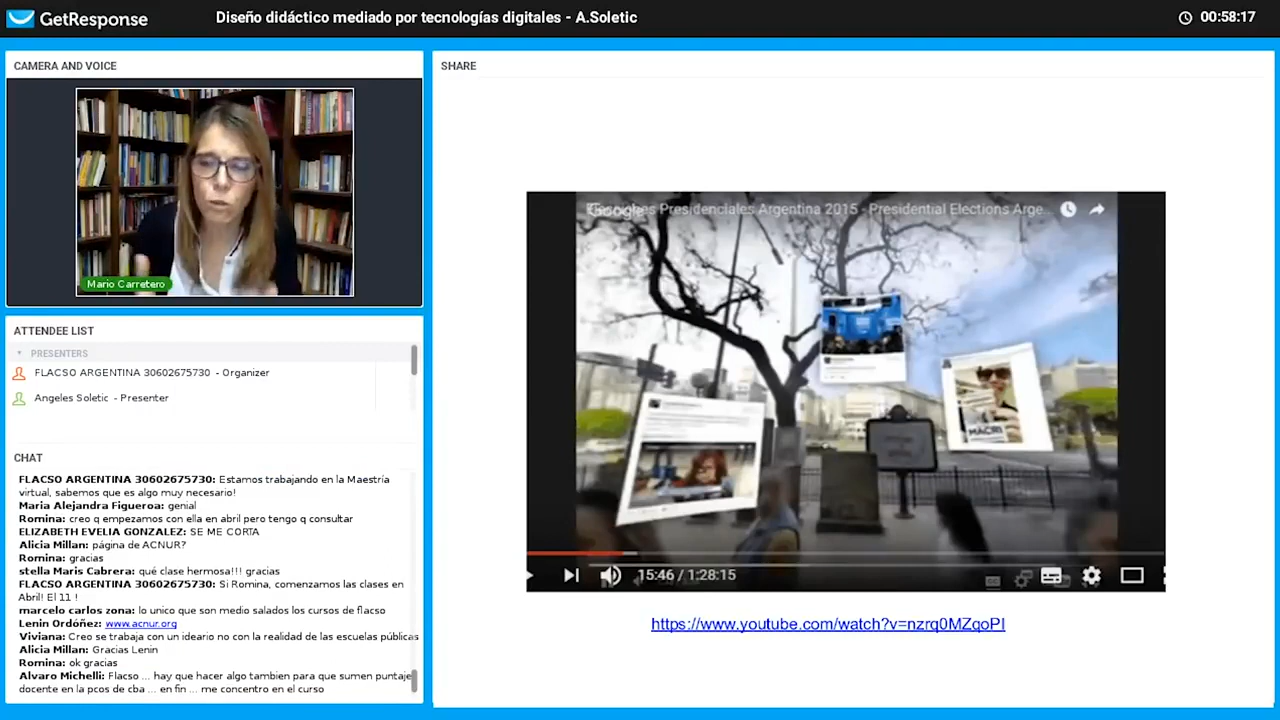 GetResponse
Diseño didáctico mediado por tecnologías digitales - A.Soletic
00:58:17
CAMERA AND VOICE
Mario Carretero
ATTENDEE LIST
PRESENTERS
FLACSO ARGENTINA 30602675730 - Organizer
Angeles Soletic - Presenter
CHAT
FLACSO ARGENTINA 30602675730: Estamos trabajando en la Maestría
virtual, sabemos que es algo muy necesario!
Maria Alejandra Figueroa: genial
Romina: creo q empezamos con ella en abril pero tengo q consultar
ELIZABETH EVELIA GONZALEZ: SE ME CORTA
Alicia Millan: página de ACNUR?
Romina: gracias
stella Maris Cabrera: qué clase hermosa!!! gracias
FLACSO ARGENTINA 30602675730: Si Romina, comenzamos las clases en
Abril! El 11 !
marcelo carlos zona: lo unico que son medio salados los cursos de flacso
Lenin Ordóñez: www.acnur.org
Viviana: Creo se trabaja con un ideario no con la realidad de las escuelas públicas
Alicia Millan: Gracias Lenin
Romina: ok gracias
Alvaro Michelli: Flacso ... hay que hacer algo tambien para que sumen puntaje
docente en la pcos de cba ... en fin ... me concentro en el curso
SHARE
Presidenciales Argentina 2015 - Presidential Elections Arge...
MACRI
15:46 / 1:28:15
https://www.youtube.com/watch?v=nzrq0MZqoPI